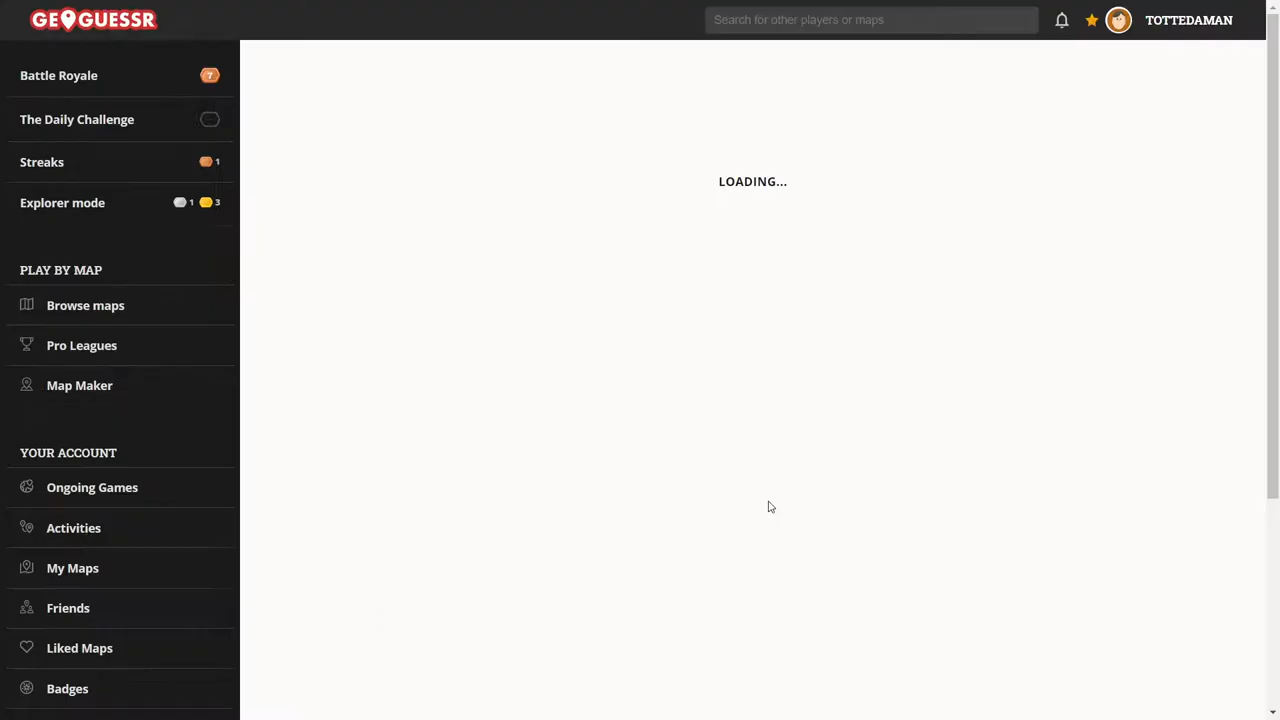 GEOGUESSR
Search for other players or maps
TOTTEDAMAN
Battle Royale 7
The Daily Challenge
Streaks 1
Explorer mode 1 3
LOADING...
PLAY BY MAP
Browse maps
Pro Leagues
Map Maker
YOUR ACCOUNT
Ongoing Games
Activities
My Maps
Friends
Liked Maps
Badges